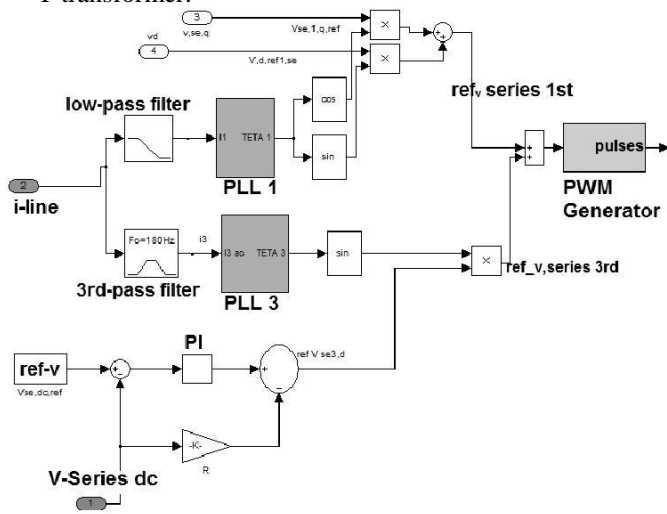 Y transformer.
3
v,se,q
Vse,1,q,ref
vd
4
V',d,ref1,se
×
×
low-pass filter
I1 TETA 1
cos
sin
PLL 1
ref_v series 1st
pulses
PWM
Generator
2
i-line
Fo=180Hz
i3
I3 ao TETA 3
sin
×
3rd-pass filter
PLL 3
ref_v,series 3rd
PI
ref-v
Vse,dc,ref
ref V se3,d
-K-
R
V-Series dc
1